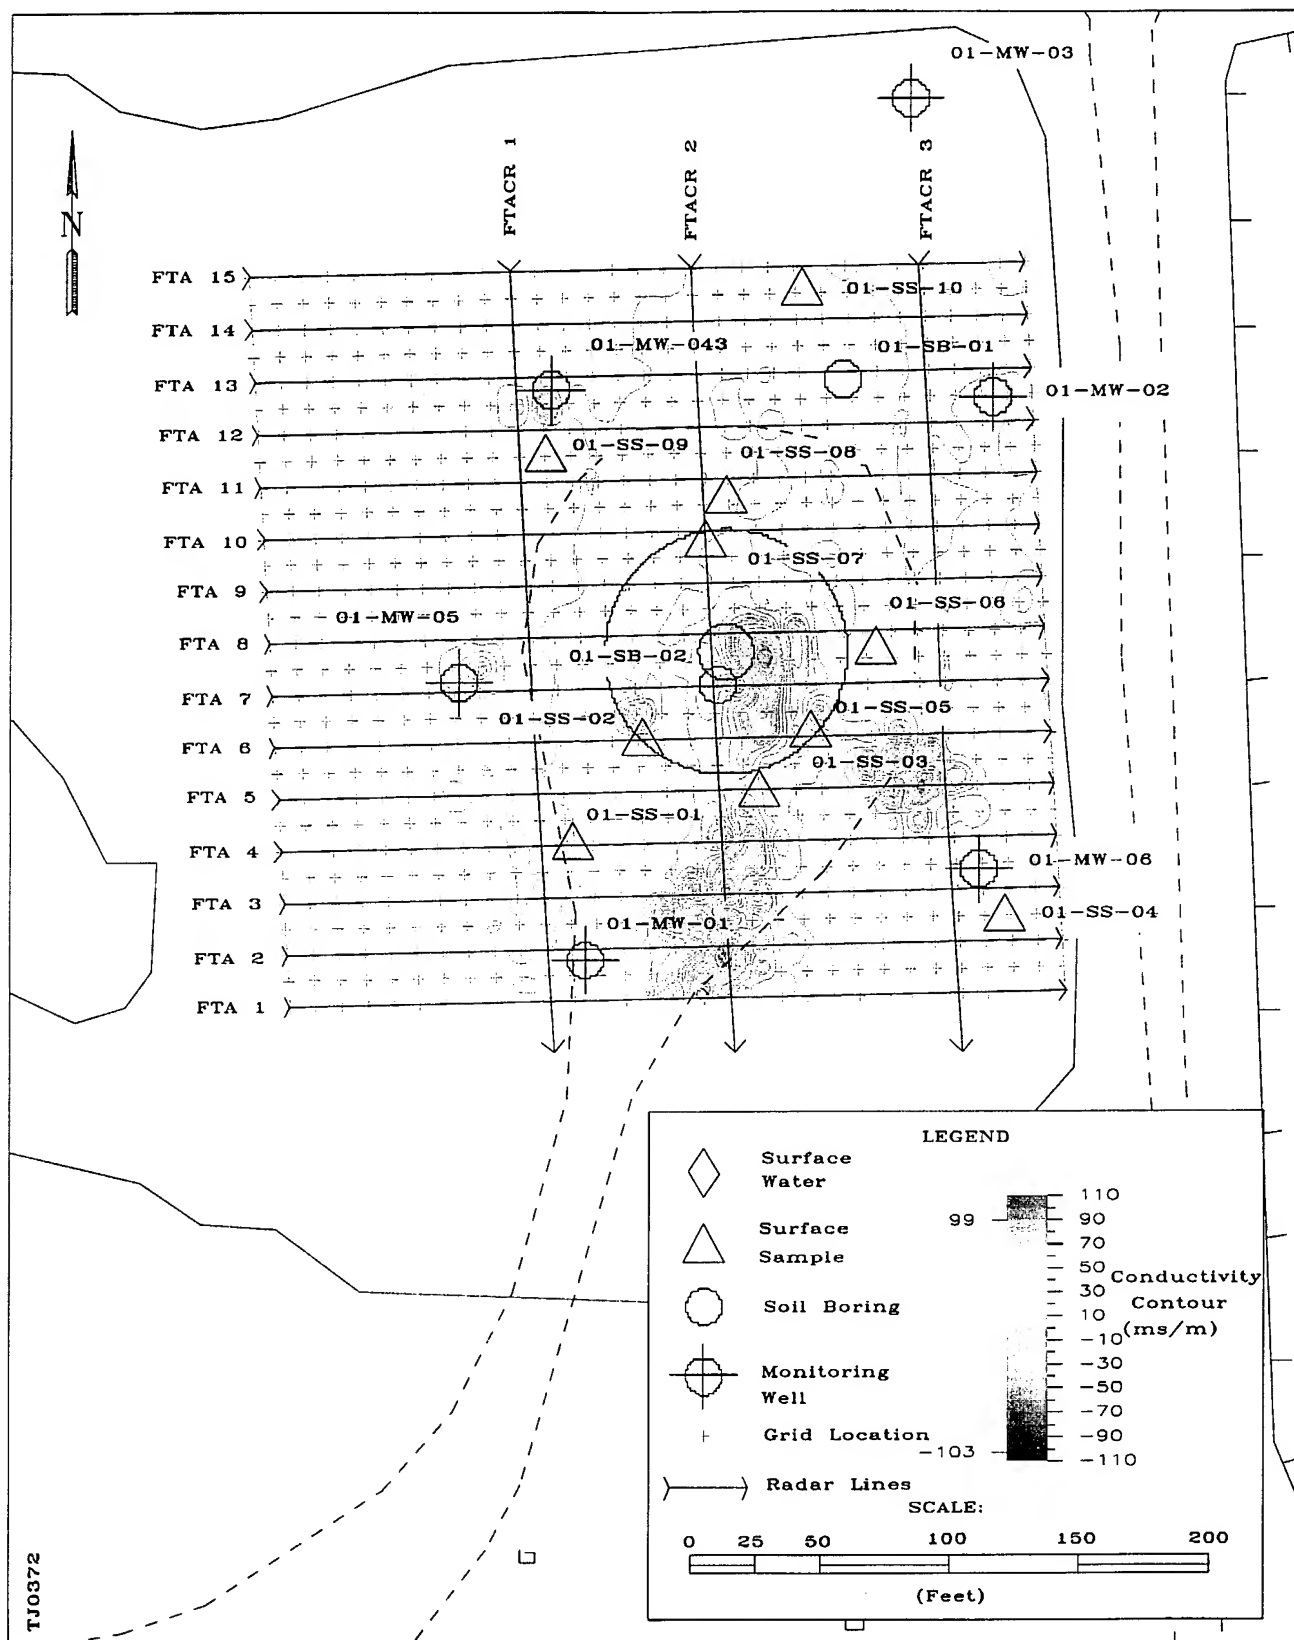 01-MW-03
FTACR 1
FTACR 2
FTACR 3
N
FTA 15
01-SS-10
FTA 14
01-MW-043
01-SB-01
FTA 13
01-MW-02
FTA 12
01-SS-09
01-SS-08
FTA 11
FTA 10
01-SS-07
FTA 9
01-SS-06
01-MW-05
FTA 8
01-SB-02
FTA 7
01-SS-05
01-SS-02
FTA 6
01-SS-03
FTA 5
01-SS-01
FTA 4
01-MW-06
FTA 3
01-SS-04
01-MW-01
FTA 2
FTA 1
LEGEND
Surface
Water
Surface
Sample
Soil Boring
Monitoring
Well
Grid Location
Radar Lines
99
-103
110
90
70
50
30
10
-10
-30
-50
-70
-90
-110
Conductivity
Contour
(ms/m)
SCALE:
0 25 50 100 150 200
(Feet)
TJ0372